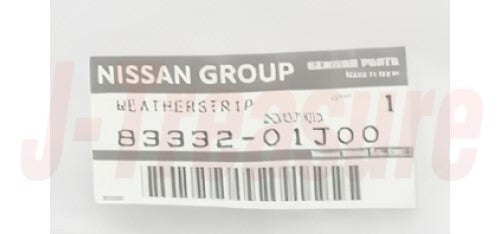 NISSAN GROUP
GENUINE PARTS
WEATHERSTRIP
1
83332-01J00
J-Treasure